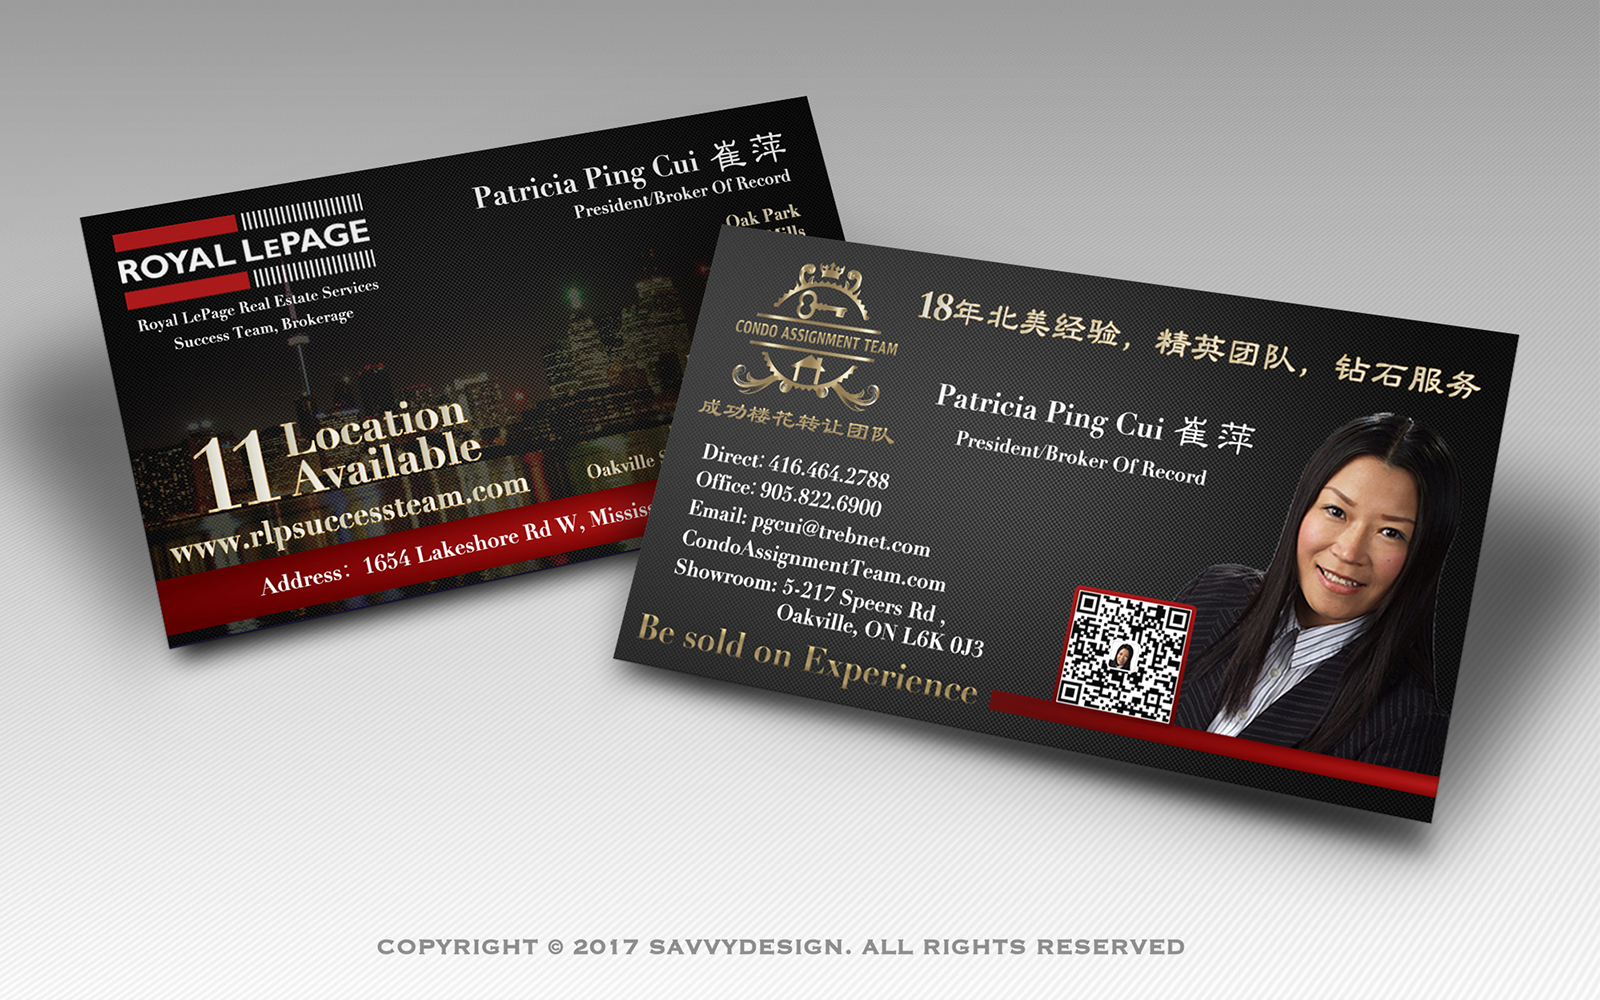 ROYAL LEPAGE
Royal LePage Real Estate Services
Success Team, Brokerage
Patricia Ping Cui 崔萍
President/Broker Of Record
Oak Park
Mills
11 Location
Available
Oakville
www.rlpsuccessteam.com
Address: 1654 Lakeshore Rd W,
CONDO ASSIGNMENT TEAM
成功楼花转让团队
18年北美经验，精英团队，钻石服务
Patricia Ping Cui 崔萍
President/Broker Of Record
Direct: 416.464.2788
Office: 905.822.6900
Email: pgcui@trebnet.com
CondoAssignmentTeam.com
Showroom: 5-217 Speers Rd ,
Oakville, ON L6K 0J3
Be sold on Experience
COPYRIGHT © 2017 SAVVYDESIGN. ALL RIGHTS RESERVED